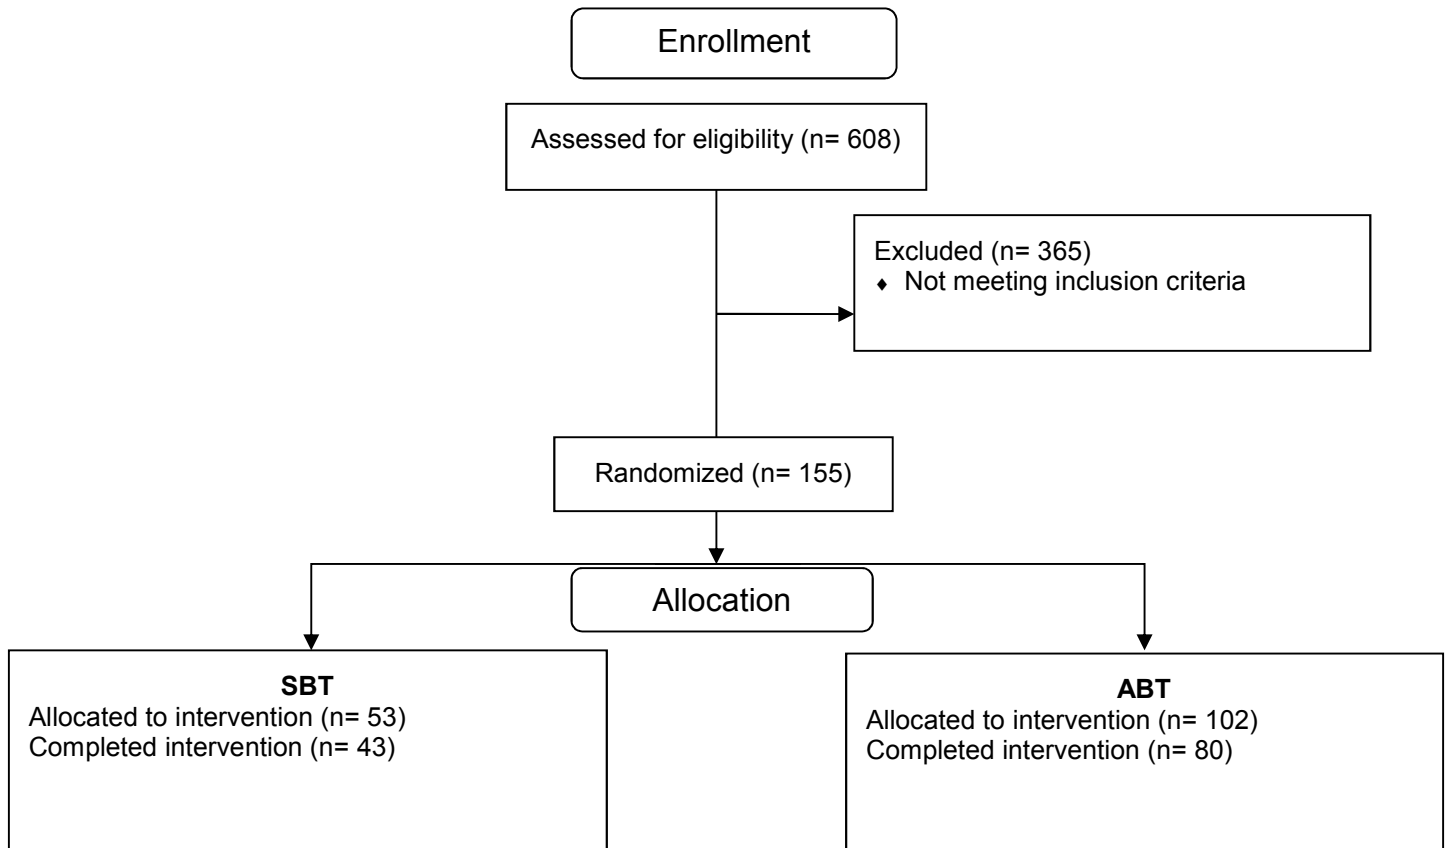 Enrollment
Assessed for eligibility (n= 608)
Excluded (n= 365)
♦ Not meeting inclusion criteria
Randomized (n= 155)
Allocation
SBT
Allocated to intervention (n= 53)
Completed intervention (n= 43)
ABT
Allocated to intervention (n= 102)
Completed intervention (n= 80)